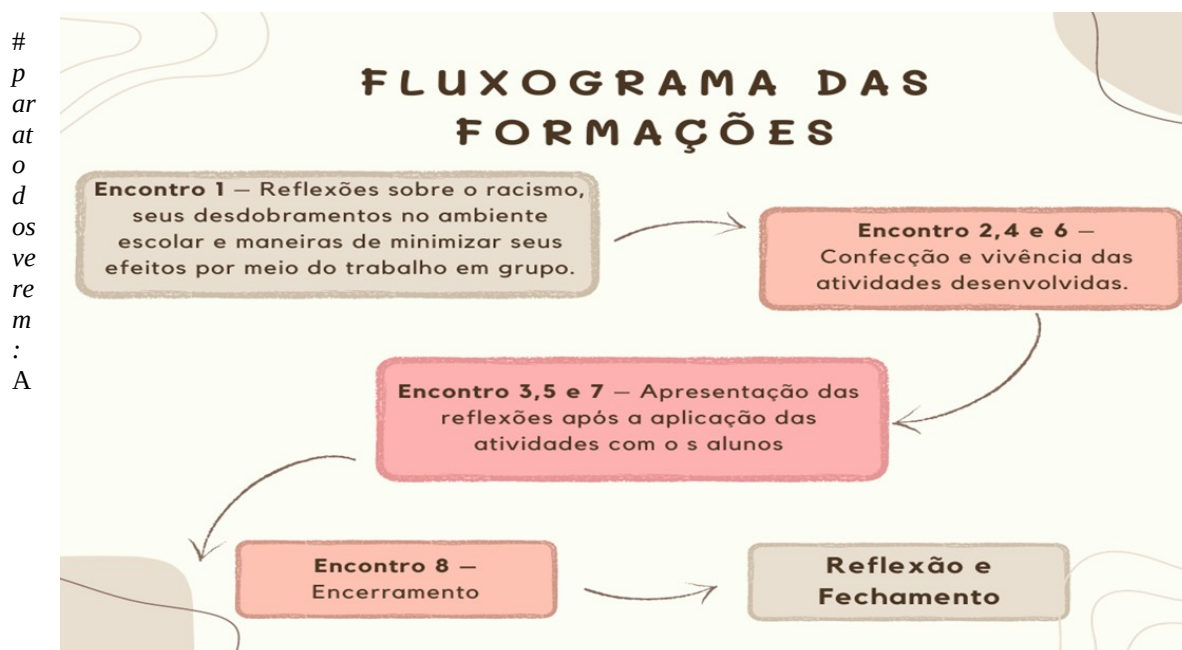 #
p
ar
at
o
d
os
ve
re
m
:
A
FLUXOGRAMA DAS
FORMAÇÕES
Encontro 1 – Reflexões sobre o racismo,
seus desdobramentos no ambiente
escolar e maneiras de minimizar seus
efeitos por meio do trabalho em grupo.
Encontro 2,4 e 6 –
Confecção e vivência das
atividades desenvolvidas.
Encontro 3,5 e 7 – Apresentação das
reflexões após a aplicação das
atividades com o s alunos
Encontro 8 –
Encerramento
Reflexão e
Fechamento